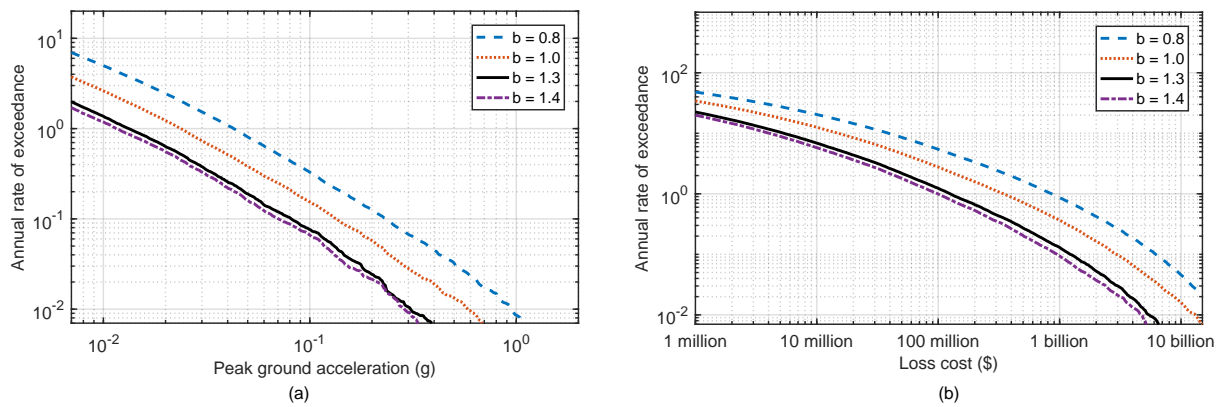 Annual rate of exceedance
10^1
10^0
10^-1
10^-2
b = 0.8
b = 1.0
b = 1.3
b = 1.4
10^-2
10^-1
10^0
Peak ground acceleration (g)
(a)
Annual rate of exceedance
10^2
10^0
10^-2
b = 0.8
b = 1.0
b = 1.3
b = 1.4
1 million
10 million
100 million
1 billion
10 billion
Loss cost ($)
(b)